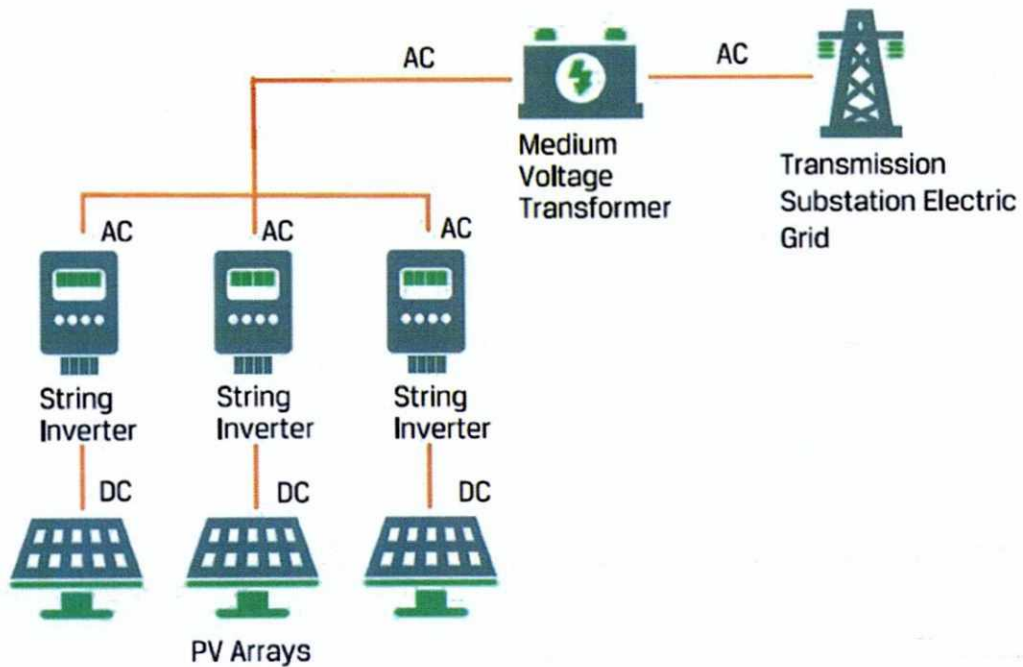 AC
AC
Medium
Voltage
Transformer
Transmission
Substation Electric
Grid
AC
AC
AC
String
Inverter
String
Inverter
String
Inverter
DC
DC
DC
PV Arrays